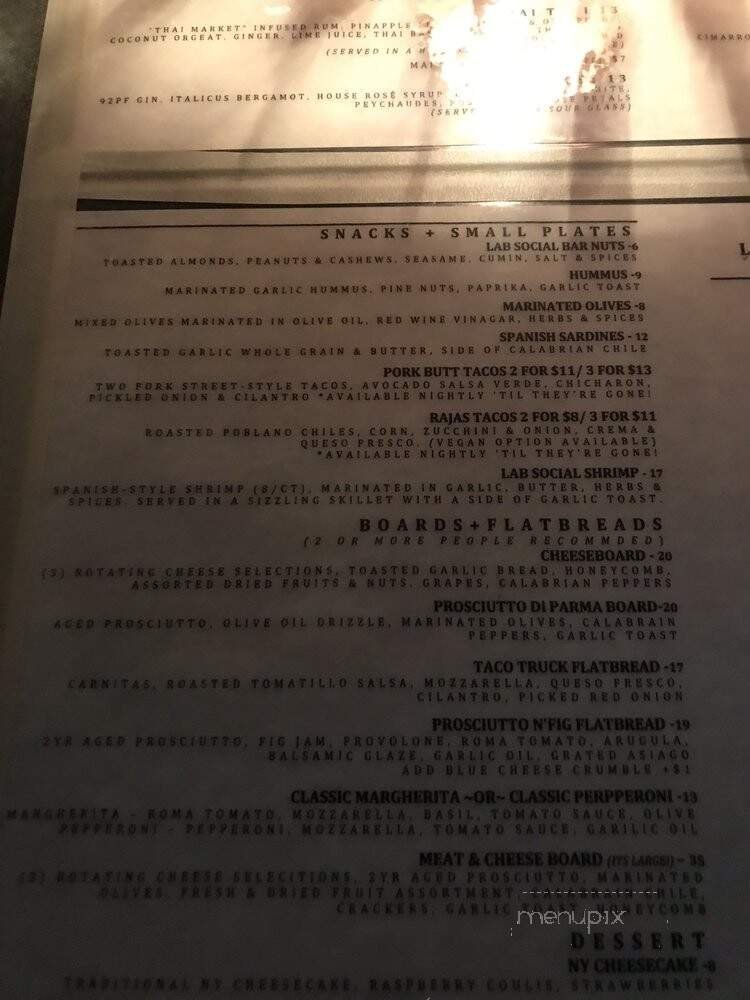 13
"THAI MARKET" INFUSED RUM, PINAPPLE
COCONUT ORGEAT, GINGER, LIME JUICE, THAI
CIMARRO
(SERVED IN A
$7
13
92PF GIN, ITALICUS BERGAMOT, HOUSE ROSÉ SYRUP,
PEYCHAUDES, PETALS
SOUR GLASS)
SNACKS + SMALL PLATES
LAB SOCIAL BAR NUTS -6
TOASTED ALMONDS, PEANUTS & CASHEWS, SEASAME, CUMIN, SALT & SPICES
L
HUMMUS -9
MARINATED GARLIC HUMMUS, PINE NUTS, PAPRIKA, GARLIC TOAST
MARINATED OLIVES -8
MIXED OLIVES MARINATED IN OLIVE OIL, RED WINE VINAGAR, HERBS & SPICES
SPANISH SARDINES - 12
TOASTED GARLIC WHOLE GRAIN & BUTTER, SIDE OF CALABRIAN CHILE
PORK BUTT TACOS 2 FOR $11/ 3 FOR $13
TWO PORK STREET-STYLE TACOS, AVOCADO SALSA VERDE, CHICHARON,
PICKLED ONION & CILANTRO *AVAILABLE NIGHTLY 'TIL THEY'RE GONE!
RAJAS TACOS 2 FOR $8/ 3 FOR $11
ROASTED POBLANO CHILES, CORN, ZUCCHINI & ONION, CREMA &
QUESO FRESCO. (VEGAN OPTION AVAILABLE)
*AVAILABLE NIGHTLY 'TIL THEY'RE GONE!
LAB SOCIAL SHRIMP - 17
SPANISH-STYLE SHRIMP (8/CT), MARINATED IN GARLIC, BUTTER, HERBS &
SPICES. SERVED IN A SIZZLING SKILLET WITH A SIDE OF GARLIC TOAST.
BOARDS+FLATBREADS
(2 OR MORE PEOPLE RECOMMDED)
CHEESEBOARD - 20
(3) ROTATING CHEESE SELECTIONS, TOASTED GARLIC BREAD, HONEYCOMB,
ASSORTED DRIED FRUITS & NUTS. GRAPES, CALABRIAN PEPPERS
PROSCIUTTO DI PARMA BOARD-20
AGED PROSCIUTTO, OLIVE OIL DRIZZLE, MARINATED OLIVES, CALABRAIN
PEPPERS, GARLIC TOAST
TACO TRUCK FLATBREAD -17
CARNITAS, ROASTED TOMATILLO SALSA, MOZZARELLA, QUESO FRESCO,
CILANTRO, PICKED RED ONION
PROSCIUTTO N'FIG FLATBREAD -19
2YR AGED PROSCIUTTO, FIG JAM, PROVOLONE, ROMA TOMATO, ARUGULA,
BALSAMIC GLAZE, GARLIC OIL, GRATED ASIAGO
ADD BLUE CHEESE CRUMBLE +$1
CLASSIC MARGHERITA ~OR~ CLASSIC PERPPERONI -13
MARGHERITA - ROMA TOMATO, MOZZARELLA, BASIL, TOMATO SAUCE, OLIVE
PEPPERONI - PEPPERONI, MOZZARELLA, TOMATO SAUCE, GARILIC OIL
MEAT & CHEESE BOARD (ITS LARGE!) - 35
(3) ROTATING CHEESE SELECITIONS, 2YR AGED PROSCIUTTO, MARINATED
OLIVES, FRESH & DRIED FRUIT ASSORTMENT, CHILE,
CRACKERS, GARLIC TOAST, HONEYCOMB
menupix
DESSERT
NY CHEESECAKE -8
TRADITIONAL NY CHEESECAKE, RASPBERRY COULIS, STRAWBERRIES